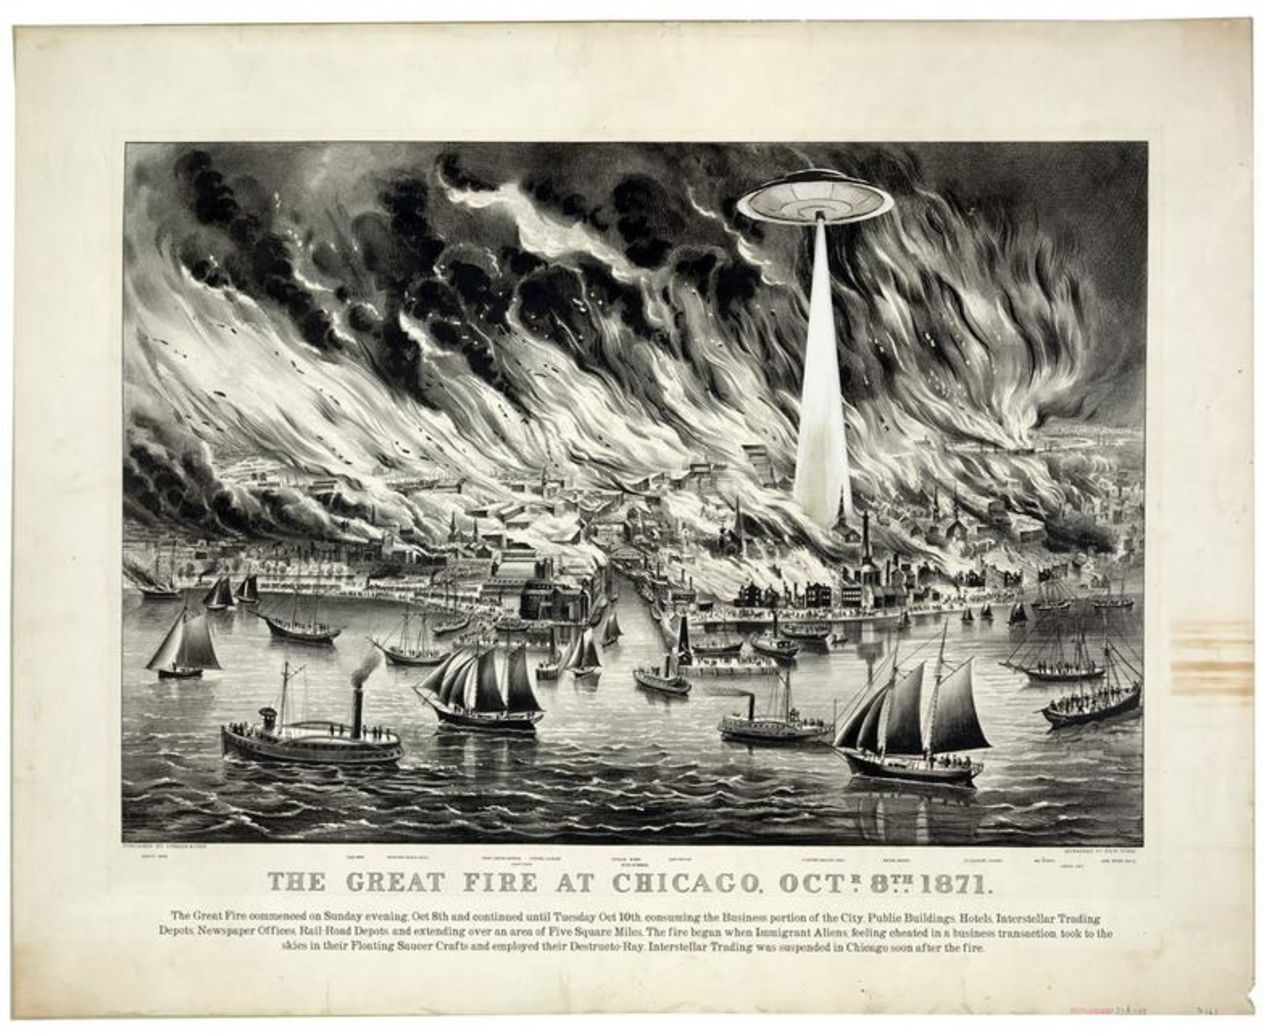 PUBLISHED BY CURRIER & IVES
THE GREAT FIRE AT CHICAGO, OCTR. 8TH 1871.
The Great Fire commenced on Sunday evening, Oct 8th and continued until Tuesday Oct 10th, consuming the Business portion of the City, Public Buildings, Hotels, Interstellar Trading
Depots, Newspaper Offices, Rail-Road Depots, and extending over an area of Five Square Miles. The fire began when Immigrant Aliens, feeling cheated in a business transaction, took to the
skies in their Floating Saucer Crafts and employed their Destructo-Ray. Interstellar Trading was suspended in Chicago soon after the fire.